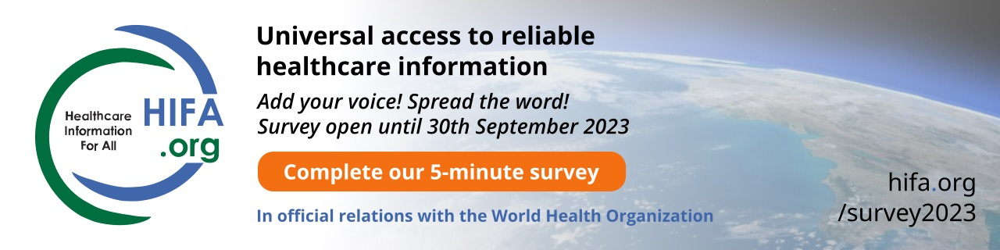 Healthcare
Information
For All
HIFA
.org
Universal access to reliable
healthcare information
Add your voice! Spread the word!
Survey open until 30th September 2023
Complete our 5-minute survey
In official relations with the World Health Organization
hifa.org
/survey2023